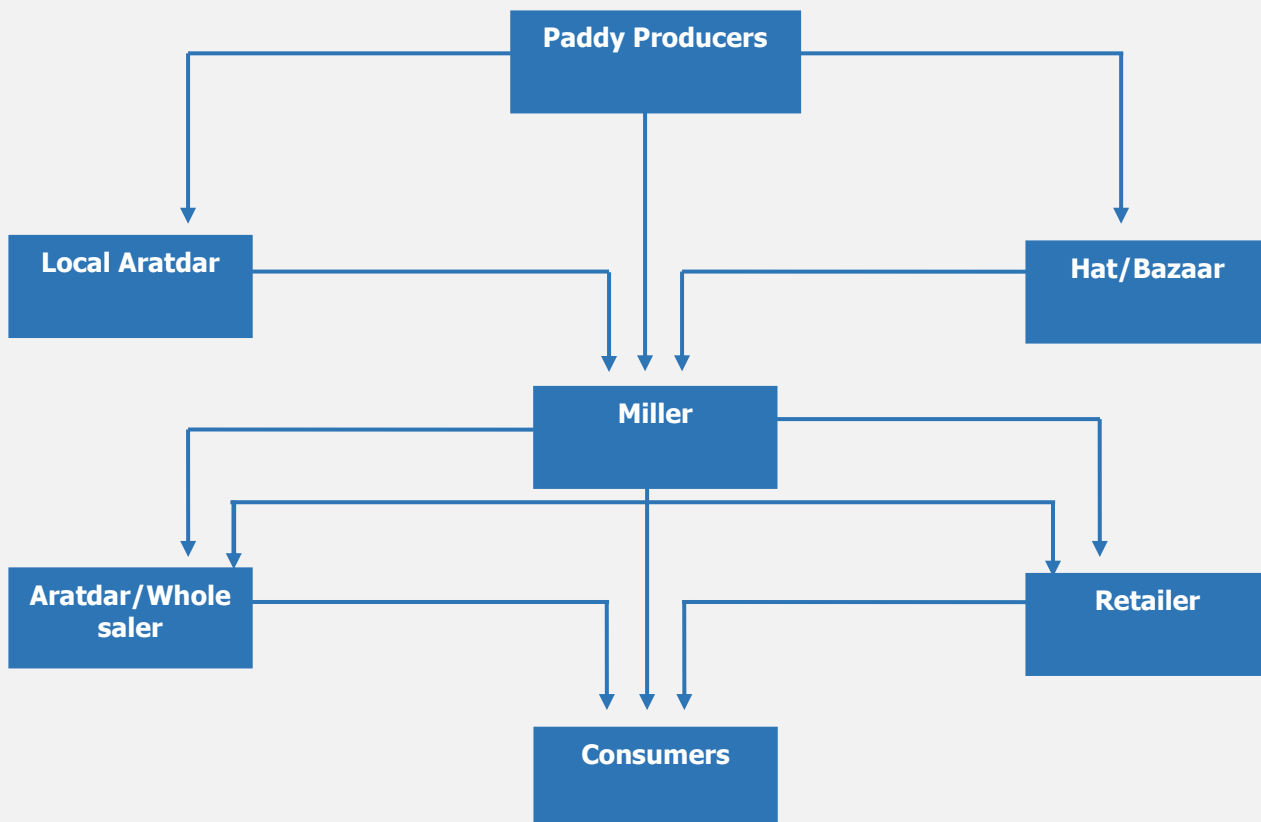 Paddy Producers
Local Aratdar
Hat/Bazaar
Miller
Aratdar/Whole
saler
Retailer
Consumers